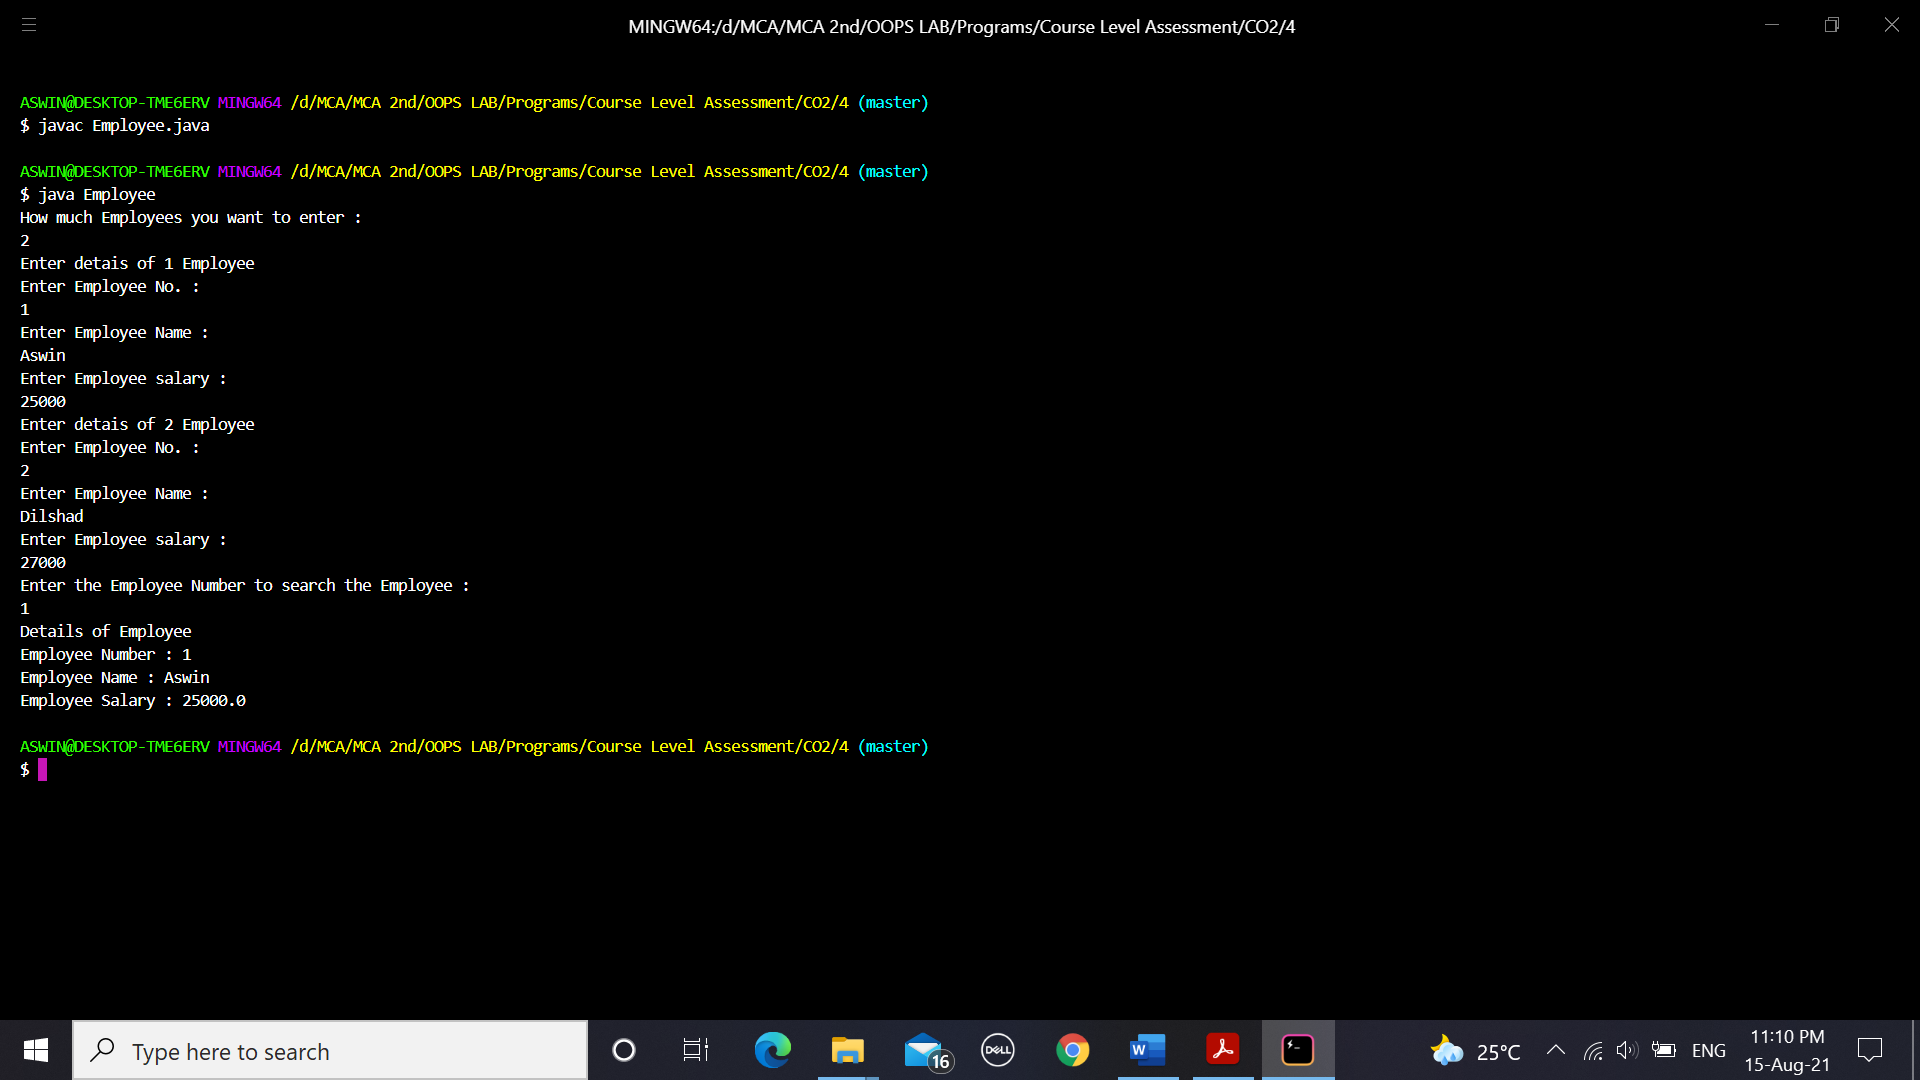 MINGW64:/d/MCA/MCA 2nd/OOPS LAB/Programs/Course Level Assessment/CO2/4
ASWIN@DESKTOP-TME6ERV MINGW64 /d/MCA/MCA 2nd/OOPS LAB/Programs/Course Level Assessment/CO2/4 (master)
$ javac Employee.java
ASWIN@DESKTOP-TME6ERV MINGW64 /d/MCA/MCA 2nd/OOPS LAB/Programs/Course Level Assessment/CO2/4 (master)
$ java Employee
How much Employees you want to enter :
2
Enter detais of 1 Employee
Enter Employee No. :
1
Enter Employee Name :
Aswin
Enter Employee salary :
25000
Enter detais of 2 Employee
Enter Employee No. :
2
Enter Employee Name :
Dilshad
Enter Employee salary :
27000
Enter the Employee Number to search the Employee :
1
Details of Employee
Employee Number : 1
Employee Name : Aswin
Employee Salary : 25000.0
ASWIN@DESKTOP-TME6ERV MINGW64 /d/MCA/MCA 2nd/OOPS LAB/Programs/Course Level Assessment/CO2/4 (master)
$
Type here to search
16
DELL
W
25°C
ENG
11:10 PM
15-Aug-21